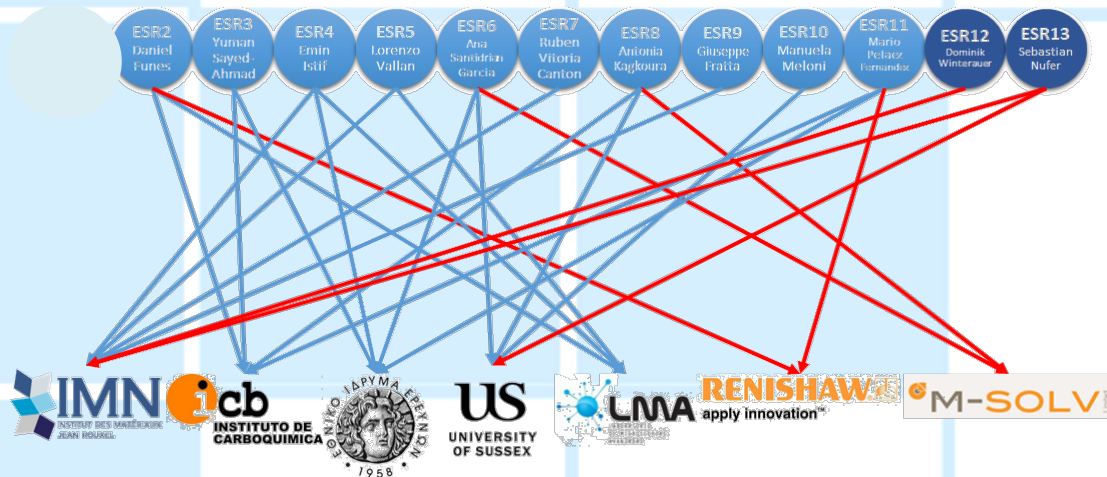 ESR2
Daniel
Funes
ESR3
Yuman
Sayed-
Ahmad
ESR4
Emin
Istif
ESR5
Lorenzo
Vallan
ESR6
Ana
Santidrian
Garcia
ESR7
Ruben
Vitoria
Canton
ESR8
Antonia
Kagkoura
ESR9
Giuseppe
Fratta
ESR10
Manuela
Meloni
ESR11
Mario
Pelaez
Fernandez
ESR12
Dominik
Winterauer
ESR13
Sebastian
Nufer
IMN
INSTITUT DES MATÉRIAUX
JEAN ROUXEL
icb
INSTITUTO DE
CARBOQUIMICA
ΕΘΝΙΚΟ ΙΔΡΥΜΑ ΕΡΕΥΝΩΝ
1958
US
UNIVERSITY
OF SUSSEX
LMA
RENISHAW
apply innovation™
M-SOLV